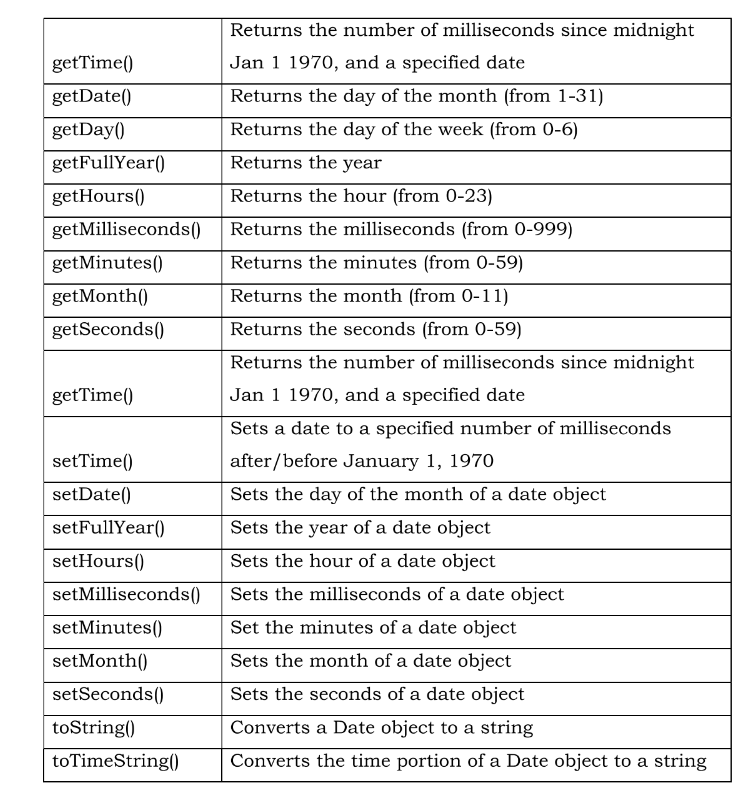 Returns the number of milliseconds since midnight
getTime() Jan 1 1970, and a specified date
getDate() Returns the day of the month (from 1-31)
getDay() Returns the day of the week (from 0-6)
getFullYear() Returns the year
getHours() Returns the hour (from 0-23)
getMilliseconds() Returns the milliseconds (from 0-999)
getMinutes() Returns the minutes (from 0-59)
getMonth() Returns the month (from 0-11)
getSeconds() Returns the seconds (from 0-59)
Returns the number of milliseconds since midnight
getTime() Jan 1 1970, and a specified date
Sets a date to a specified number of milliseconds
setTime() after/before January 1, 1970
setDate() Sets the day of the month of a date object
setFullYear() Sets the year of a date object
setHours() Sets the hour of a date object
setMilliseconds() Sets the milliseconds of a date object
setMinutes() Set the minutes of a date object
setMonth() Sets the month of a date object
setSeconds() Sets the seconds of a date object
toString() Converts a Date object to a string
toTimeString() Converts the time portion of a Date object to a string